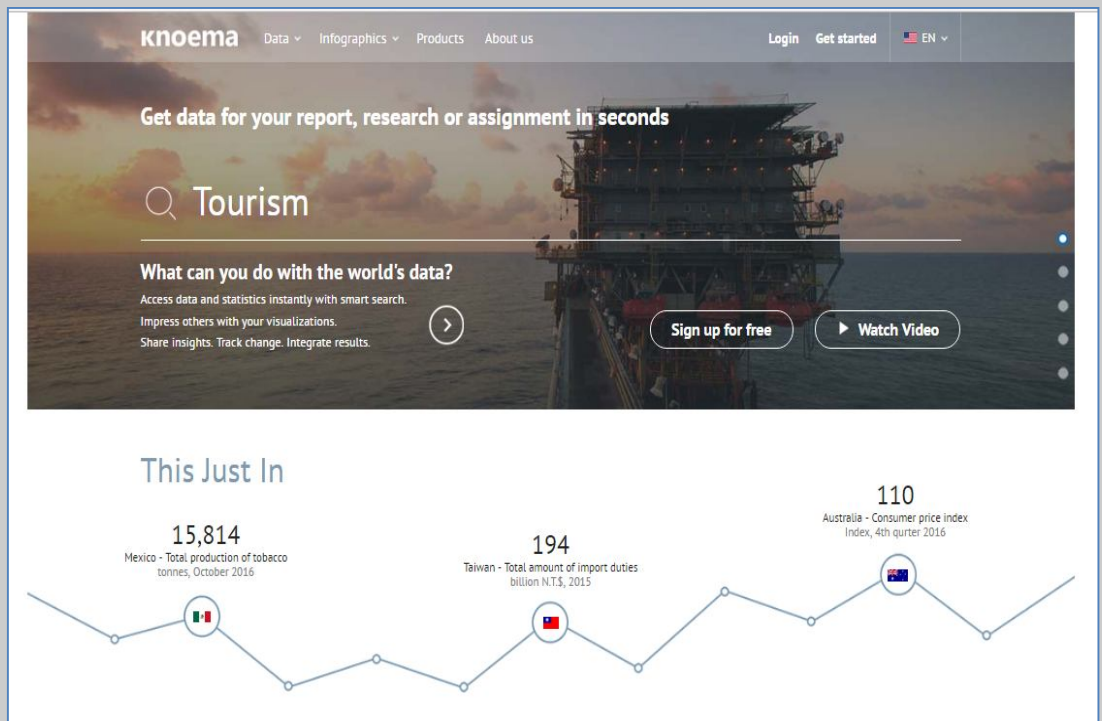 Knoema
Data
Infographics
Products
About us
Login
Get started
EN
Get data for your report, research or assignment in seconds
Tourism
What can you do with the world's data?
Access data and statistics instantly with smart search.
Impress others with your visualizations.
Share insights. Track change. Integrate results.
Sign up for free
Watch Video
This Just In
15,814
Mexico - Total production of tobacco
tonnes, October 2016
194
Taiwan - Total amount of import duties
billion N.T.$, 2015
110
Australia - Consumer price index
Index, 4th qurter 2016